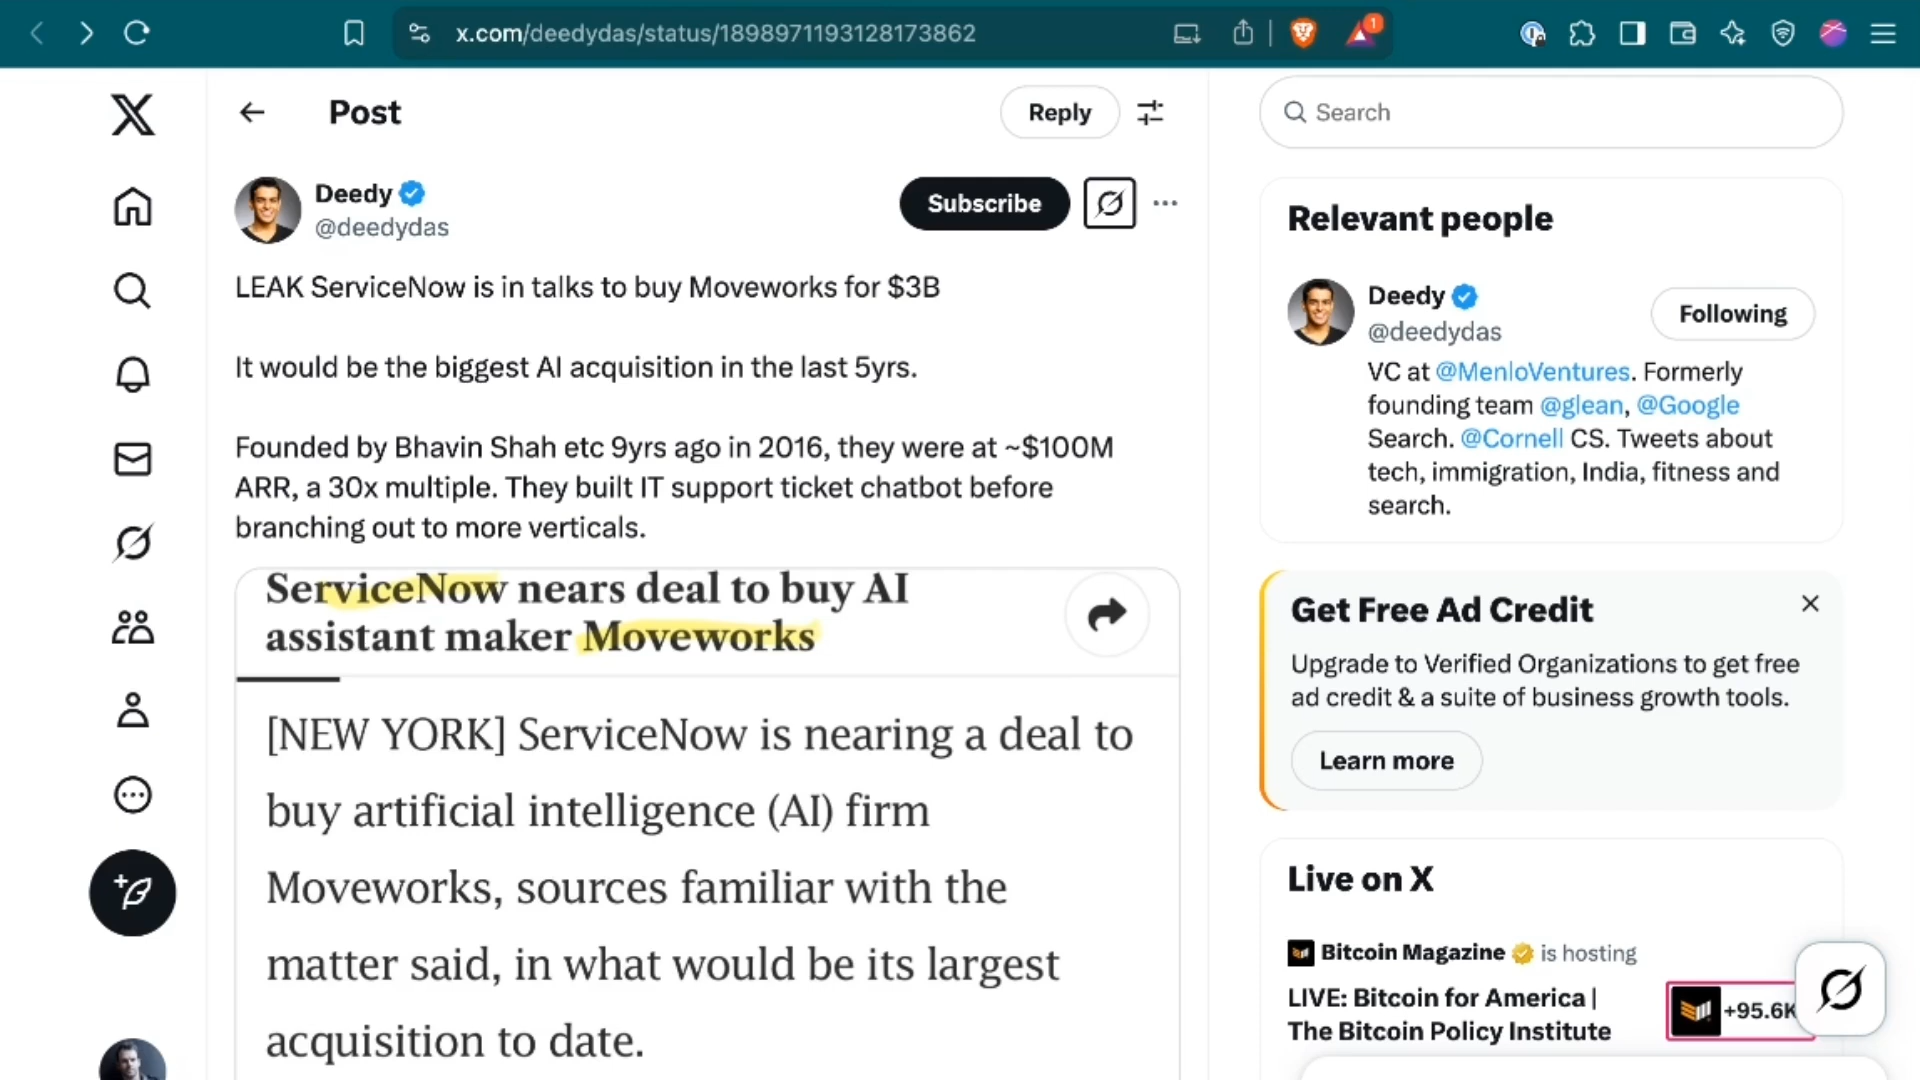 x.com/deedydas/status/1898971193128173862
1
Post
Reply
Search
Deedy
@deedydas
Subscribe
LEAK ServiceNow is in talks to buy Moveworks for $3B
It would be the biggest AI acquisition in the last 5yrs.
Founded by Bhavin Shah etc 9yrs ago in 2016, they were at ~$100M
ARR, a 30x multiple. They built IT support ticket chatbot before
branching out to more verticals.
ServiceNow nears deal to buy AI
assistant maker Moveworks
[NEW YORK] ServiceNow is nearing a deal to
buy artificial intelligence (AI) firm
Moveworks, sources familiar with the
matter said, in what would be its largest
acquisition to date.
Relevant people
Deedy
@deedydas
Following
VC at @MenloVentures. Formerly
founding team @glean, @Google
Search. @Cornell CS. Tweets about
tech, immigration, India, fitness and
search.
Get Free Ad Credit
Upgrade to Verified Organizations to get free
ad credit & a suite of business growth tools.
Learn more
Live on X
Bitcoin Magazine is hosting
LIVE: Bitcoin for America |
The Bitcoin Policy Institute
+95.6K